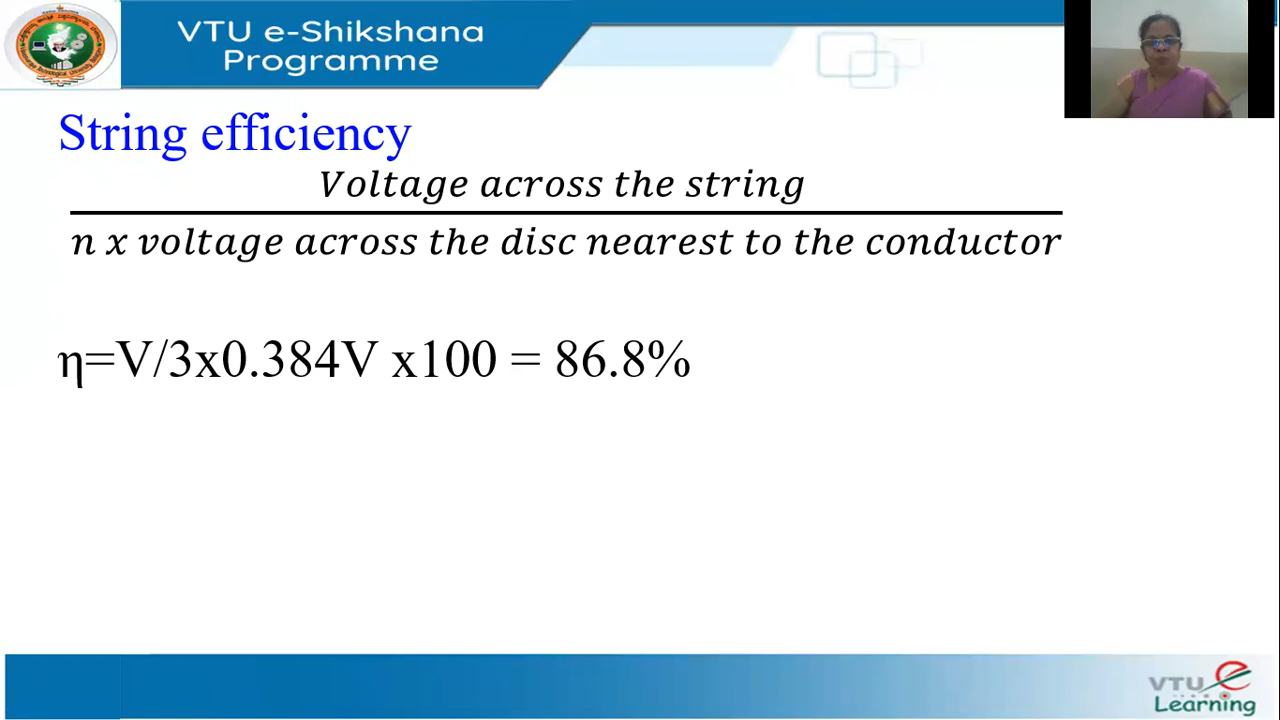 VTU e-Shikshana
Programme
String efficiency
Voltage across the string
n x voltage across the disc nearest to the conductor
η=V/3x0.384V x100 = 86.8%
VTU e
Learning